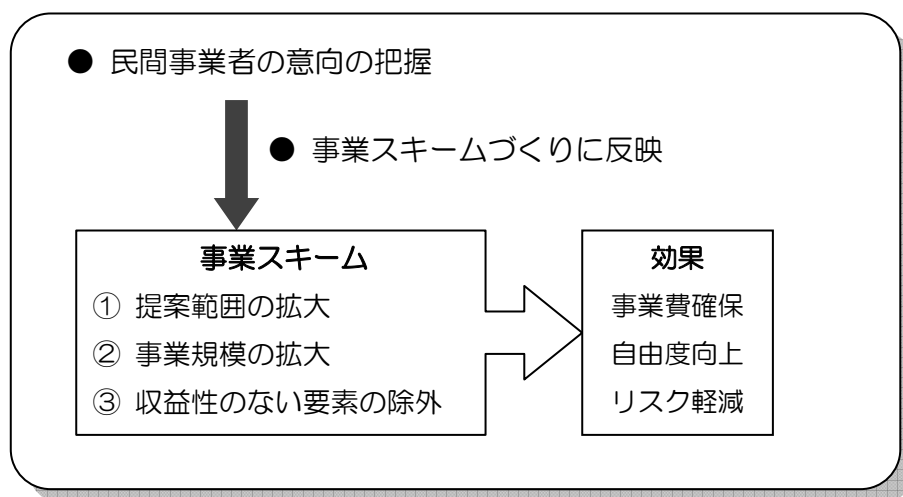 ● 民間事業者の意向の把握
● 事業スキームづくりに反映
事業スキーム
① 提案範囲の拡大
② 事業規模の拡大
③ 収益性のない要素の除外
効果
事業費確保
自由度向上
リスク軽減